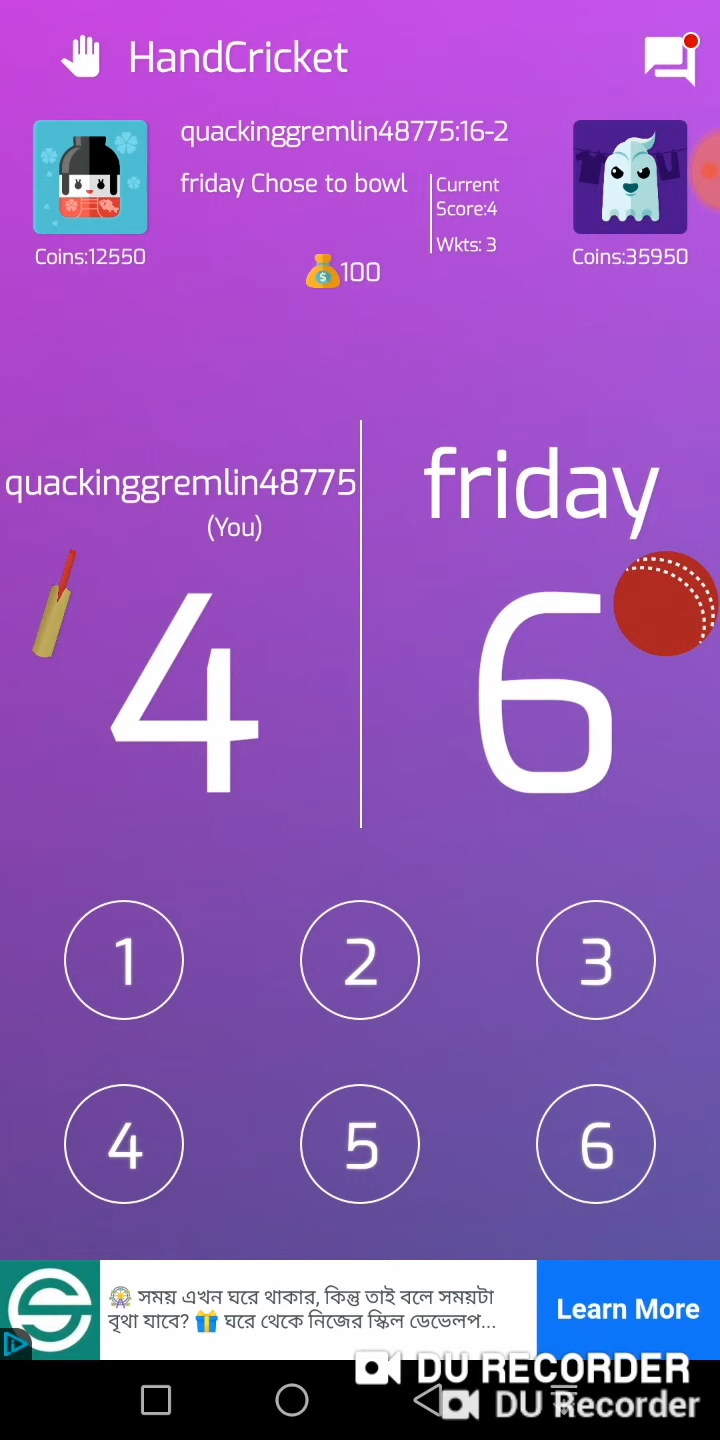 HandCricket
quackinggremlin48775:16-2
friday Chose to bowl
Current
Score:4
Wkts: 3
Coins:12550
100
Coins:35950
quackinggremlin48775
(You)
friday
4
6
1 2 3
4 5 6
সময় এখন ঘরে থাকার, কিন্তু তাই বলে সময়টা
বৃথা যাবে? ঘরে থেকে নিজের স্কিল ডেভেলপ...
Learn More
DU RECORDER
DU Recorder